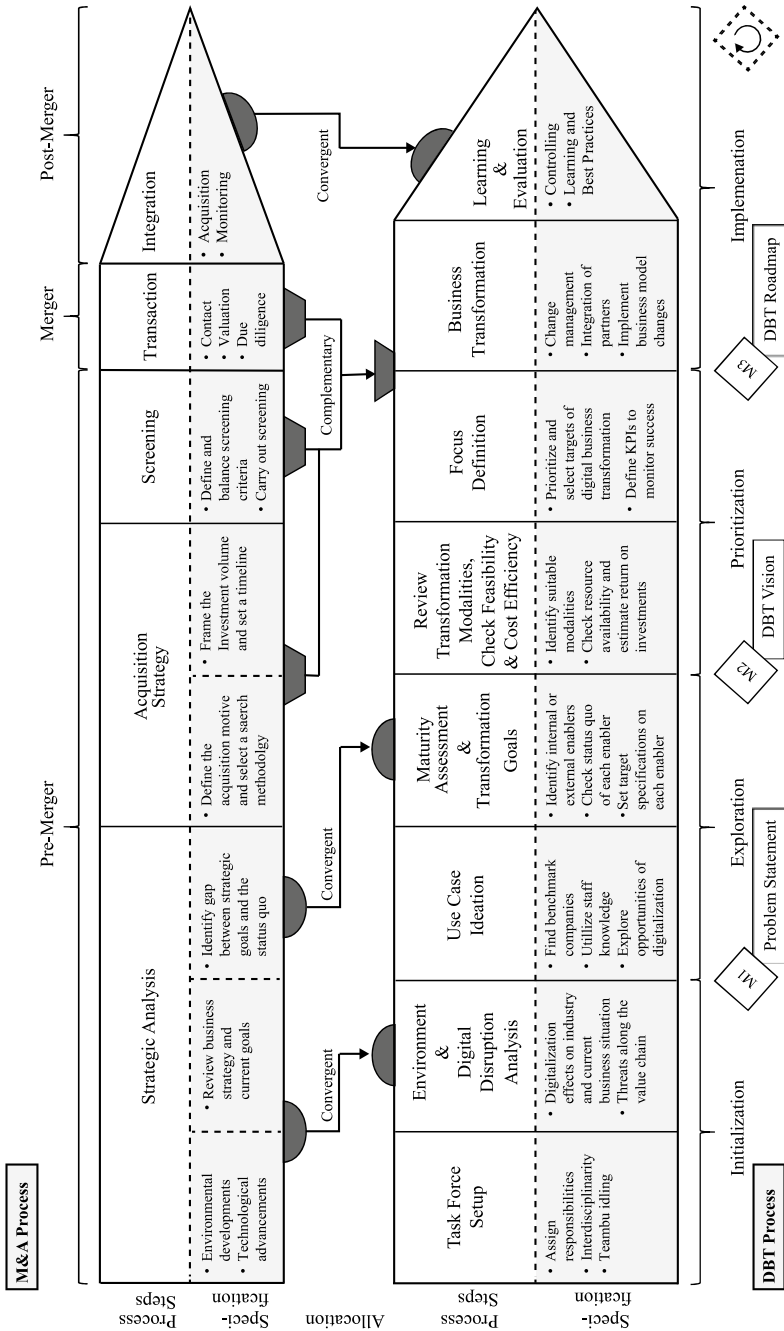 M&A Process
Pre-Merger
Merger
Post-Merger
Process
Steps
Strategic Analysis
Acquisition
Strategy
Screening
Transaction
Integration
Speci-
fication
• Environmental
developments
• Technological
advancements
• Review business
strategy and
current goals
• Identify gap
between strategic
goals and the
status quo
• Define the
acquisition motive
and select a saerch
methodolgy
• Frame the
Investment volume
and set a timeline
• Define and
balance screening
criteria
• Carry out screening
• Contact
• Valuation
• Due
diligence
• Acquisition
• Monitoring
Allocation
Convergent
Convergent
Complementary
Convergent
Process
Steps
Task Force
Setup
Environment
&
Digital
Disruption
Analysis
Use Case
Ideation
Maturity
Assessment
&
Transformation
Goals
Review
Transformation
Modalities,
Check Feasibility
& Cost Efficiency
Focus
Definition
Business
Transformation
Learning
&
Evaluation
Speci-
fication
• Assign
responsibilities
• Interdisciplinarity
• Teambu idling
• Digitalization
effects on industry
and current
business situation
• Threats along the
value chain
• Find benchmark
companies
• Utillize staff
knowledge
• Explore
opportunities of
digitalization
• Identify internal or
external enablers
• Check status quo
of each enabler
• Set target
specifications on
each enabler
• Identify suitable
modalities
• Check resource
availability and
estimate return on
investments
• Prioritize and
select targets of
digital business
transformation
• Define KPIs to
monitor success
• Change
management
• Integration of
partners
• Implement
business model
changes
• Controlling
• Learning and
Best Practices
Initialization
Exploration
Prioritization
Implemenation
M1
M2
M3
DBT Process
Problem Statement
DBT Vision
DBT Roadmap